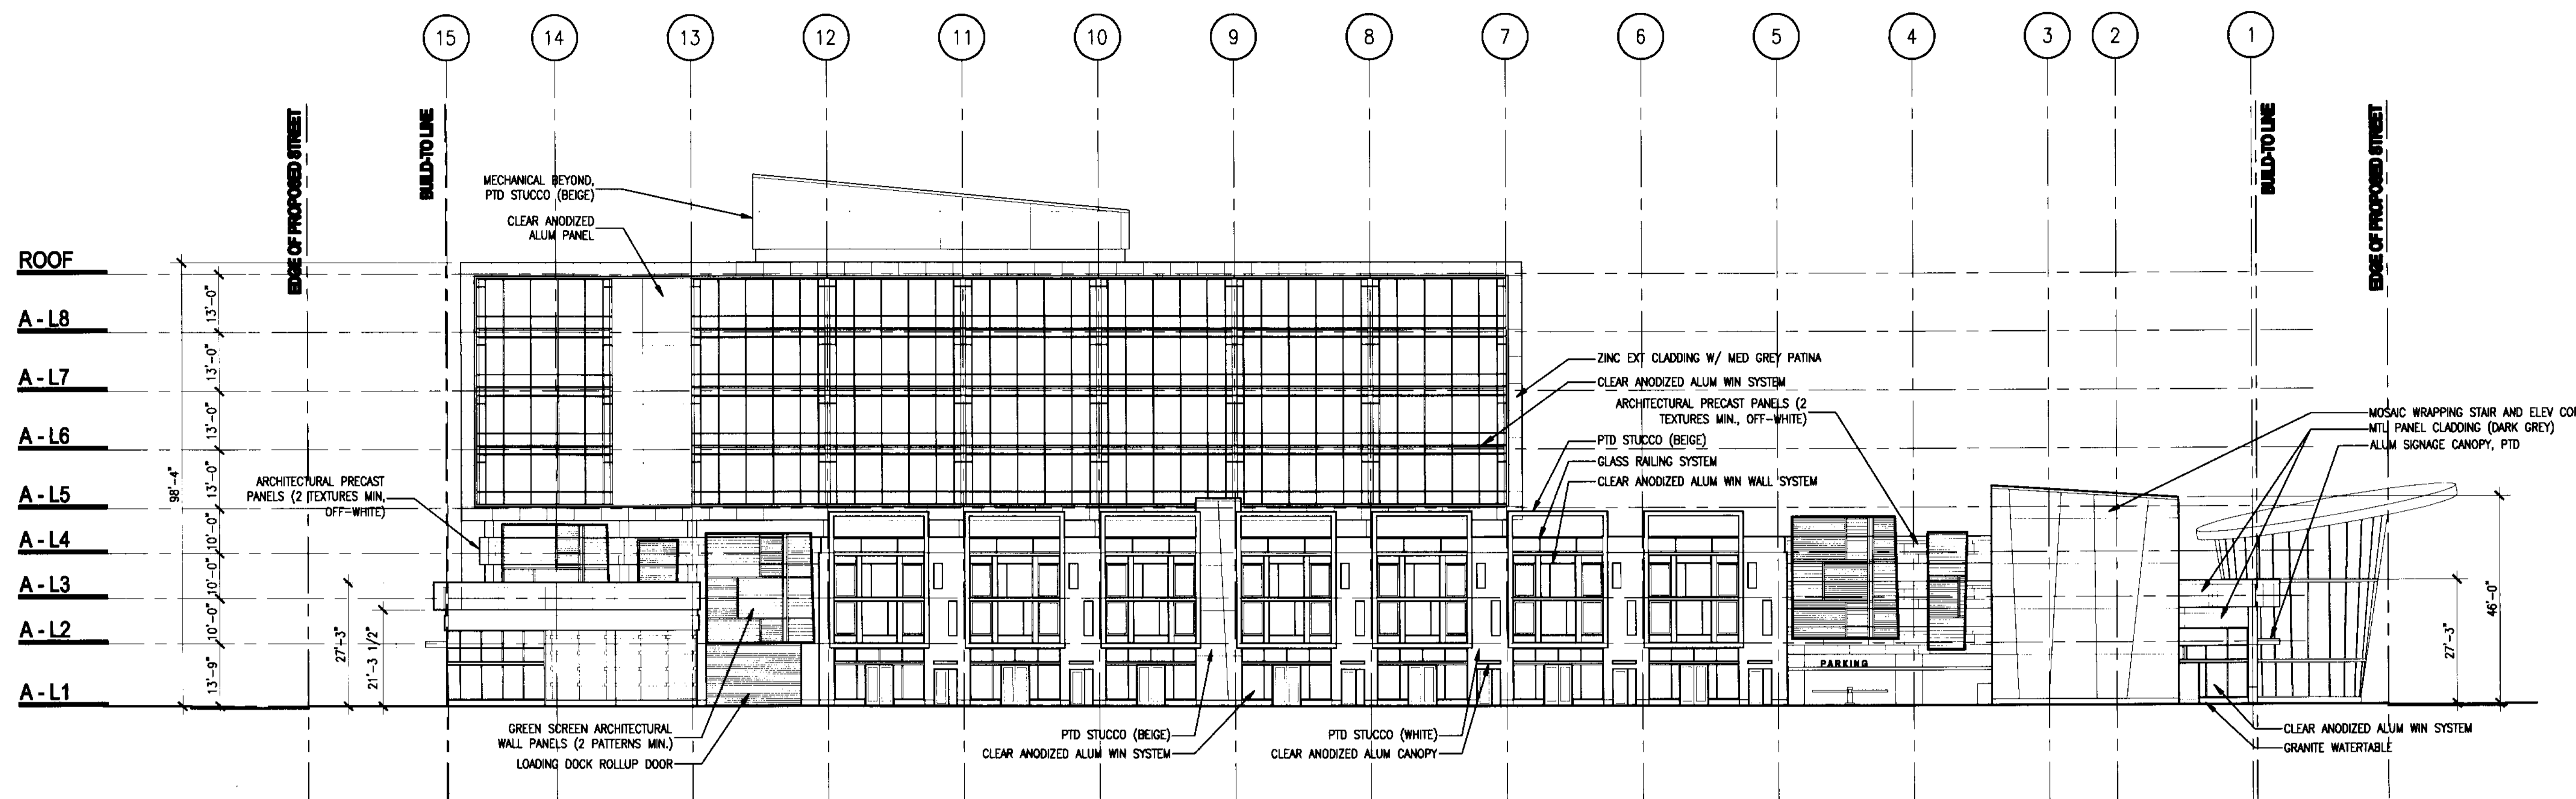 15
14
13
12
11
10
9
8
7
6
5
4
3
2
1
EDGE OF PROPOSED STREET
BUILD-TO LINE
BUILD-TO LINE
EDGE OF PROPOSED STREET
MECHANICAL BEYOND,
PTD STUCCO (BEIGE)
CLEAR ANODIZED
ALUM PANEL
ROOF
A - L8
A - L7
A - L6
A - L5
A - L4
A - L3
A - L2
A - L1
98'-4"
13'-0"
13'-0"
13'-0"
13'-0"
10'-0"
10'-0"
10'-0"
13'-9"
27'-3"
21'-3 1/2"
ARCHITECTURAL PRECAST
PANELS (2 TEXTURES MIN,
OFF-WHITE)
ZINC EXT CLADDING W/ MED GREY PATINA
CLEAR ANODIZED ALUM WIN SYSTEM
ARCHITECTURAL PRECAST PANELS (2
TEXTURES MIN., OFF-WHITE)
PTD STUCCO (BEIGE)
GLASS RAILING SYSTEM
CLEAR ANODIZED ALUM WIN WALL SYSTEM
MOSAIC WRAPPING STAIR AND ELEV
MTL PANEL CLADDING (DARK GREY)
ALUM SIGNAGE CANOPY, PTD
PARKING
46'-0"
27'-3"
GREEN SCREEN ARCHITECTURAL
WALL PANELS (2 PATTERNS MIN.)
LOADING DOCK ROLLUP DOOR
PTD STUCCO (BEIGE)
CLEAR ANODIZED ALUM WIN SYSTEM
PTD STUCCO (WHITE)
CLEAR ANODIZED ALUM CANOPY
CLEAR ANODIZED ALUM WIN SYSTEM
GRANITE WATERTABLE